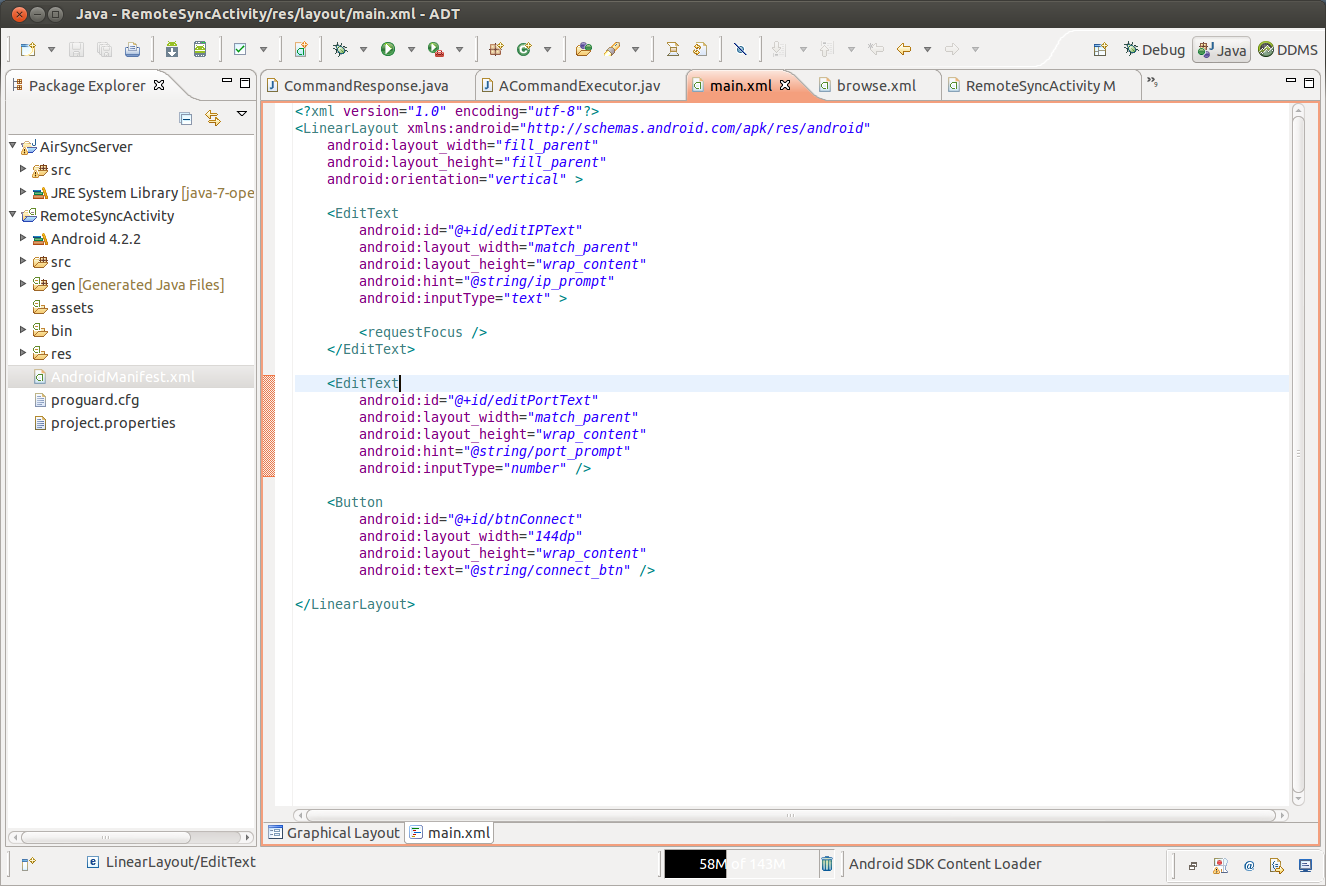 Java - RemoteSyncActivity/res/layout/main.xml - ADT
Debug
Java
DDMS
Package Explorer
CommandResponse.java
ACommandExecutor.jav
main.xml
browse.xml
RemoteSyncActivity M
»9
AirSyncServer
src
JRE System Library [java-7-ope
RemoteSyncActivity
Android 4.2.2
src
gen [Generated Java Files]
assets
bin
res
AndroidManifest.xml
proguard.cfg
project.properties
<?xml version="1.0" encoding="utf-8"?>
<LinearLayout xmlns:android="http://schemas.android.com/apk/res/android"
    android:layout_width="fill_parent"
    android:layout_height="fill_parent"
    android:orientation="vertical" >

    <EditText
        android:id="@+id/editIPText"
        android:layout_width="match_parent"
        android:layout_height="wrap_content"
        android:hint="@string/ip_prompt"
        android:inputType="text" >

        <requestFocus />
    </EditText>

    <EditText
        android:id="@+id/editPortText"
        android:layout_width="match_parent"
        android:layout_height="wrap_content"
        android:hint="@string/port_prompt"
        android:inputType="number" />

    <Button
        android:id="@+id/btnConnect"
        android:layout_width="144dp"
        android:layout_height="wrap_content"
        android:text="@string/connect_btn" />

</LinearLayout>
Graphical Layout
main.xml
LinearLayout/EditText
58M of 143M
Android SDK Content Loader